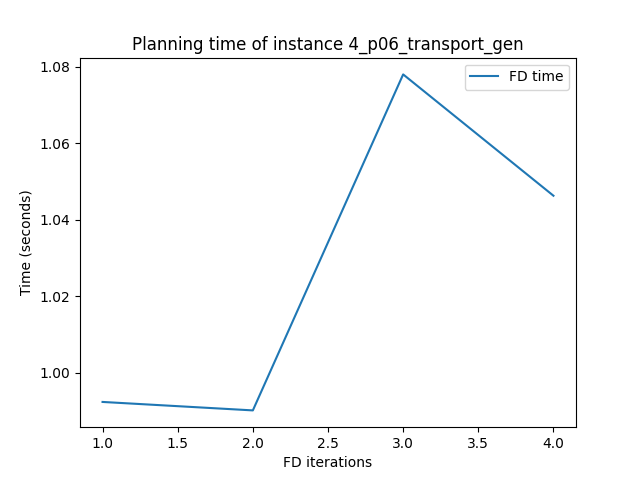 Planning time of instance 4_p06_transport_gen
FD time
1.08
1.06
1.04
1.02
1.00
Time (seconds)
1.0 1.5 2.0 2.5 3.0 3.5 4.0
FD iterations